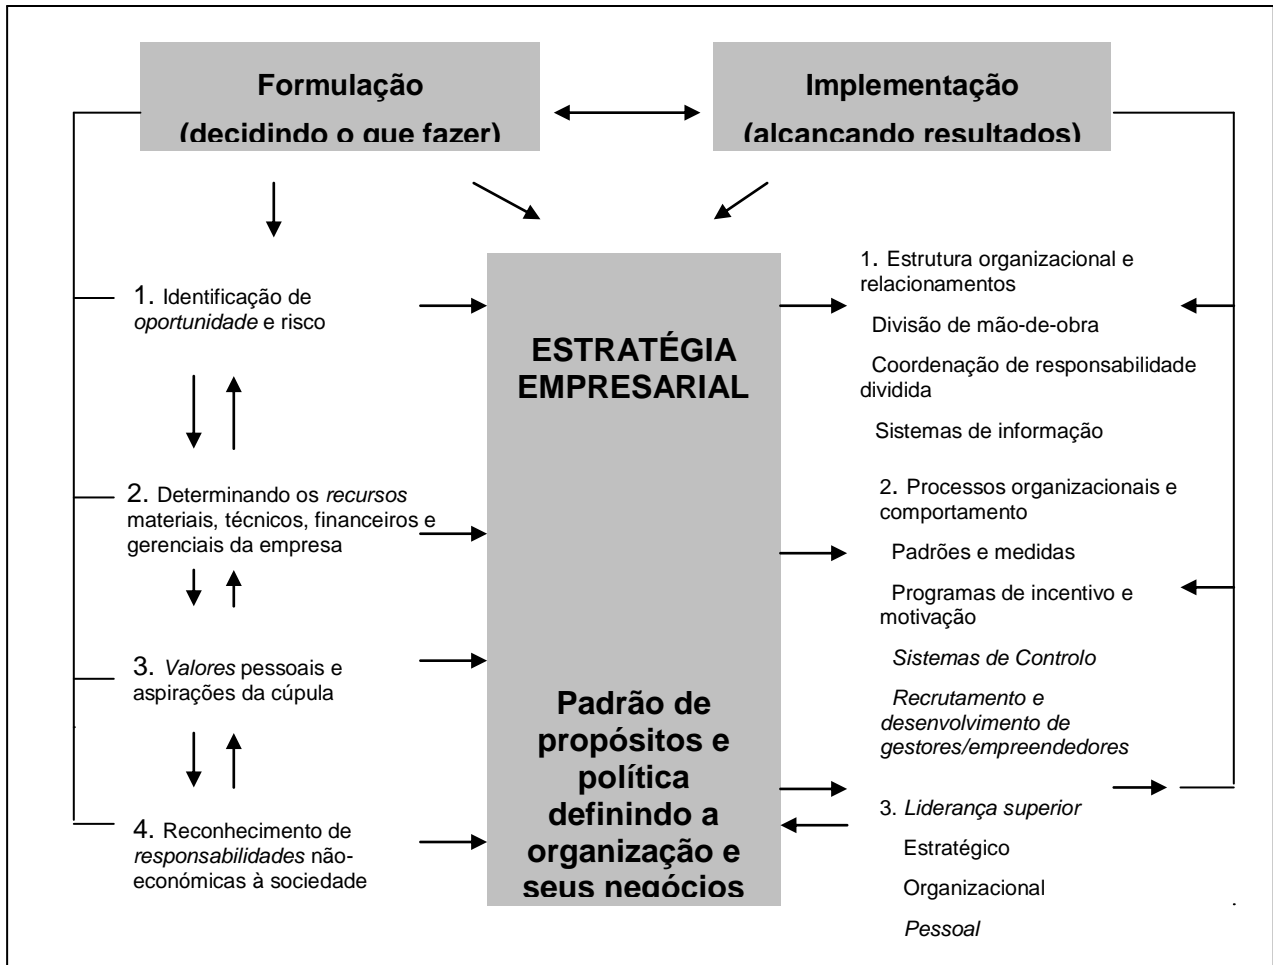 Formulação
(decidindo o que fazer)
Implementação
(alcançando resultados)
1. Identificação de
oportunidade e risco
2. Determinando os recursos
materiais, técnicos, financeiros e
gerenciais da empresa
3. Valores pessoais e
aspirações da cúpula
4. Reconhecimento de
responsabilidades não-
económicas à sociedade
ESTRATÉGIA
EMPRESARIAL
Padrão de
propósitos e
política
definindo a
organização e
seus negócios
1. Estrutura organizacional e
relacionamentos
Divisão de mão-de-obra
Coordenação de responsabilidade
dividida
Sistemas de informação
2. Processos organizacionais e
comportamento
Padrões e medidas
Programas de incentivo e
motivação
Sistemas de Controlo
Recrutamento e
desenvolvimento de
gestores/empreendedores
3. Liderança superior
Estratégico
Organizacional
Pessoal